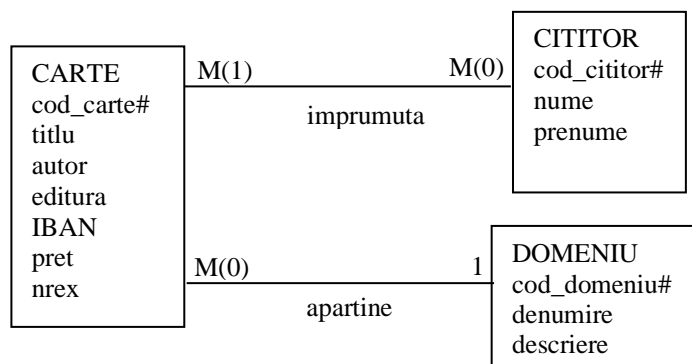 CARTE
cod_carte#
titlu
autor
editura
IBAN
pret
nrex
M(1)
M(0)
imprumuta
CITITOR
cod_cititor#
nume
prenume
M(0)
1
apartine
DOMENIU
cod_domeniu#
denumire
descriere